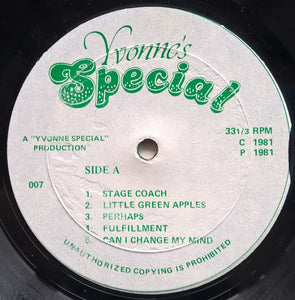 Yvonne's
Special
A "YVONNE SPECIAL"
PRODUCTION
33 1/3 RPM
C 1981
P 1981
SIDE A
007
1. STAGE COACH
2. LITTLE GREEN APPLES
3. PERHAPS
4. FULFILLMENT
6. CAN I CHANGE MY MIND
UNAUTHORIZED COPYING IS PROHIBITED